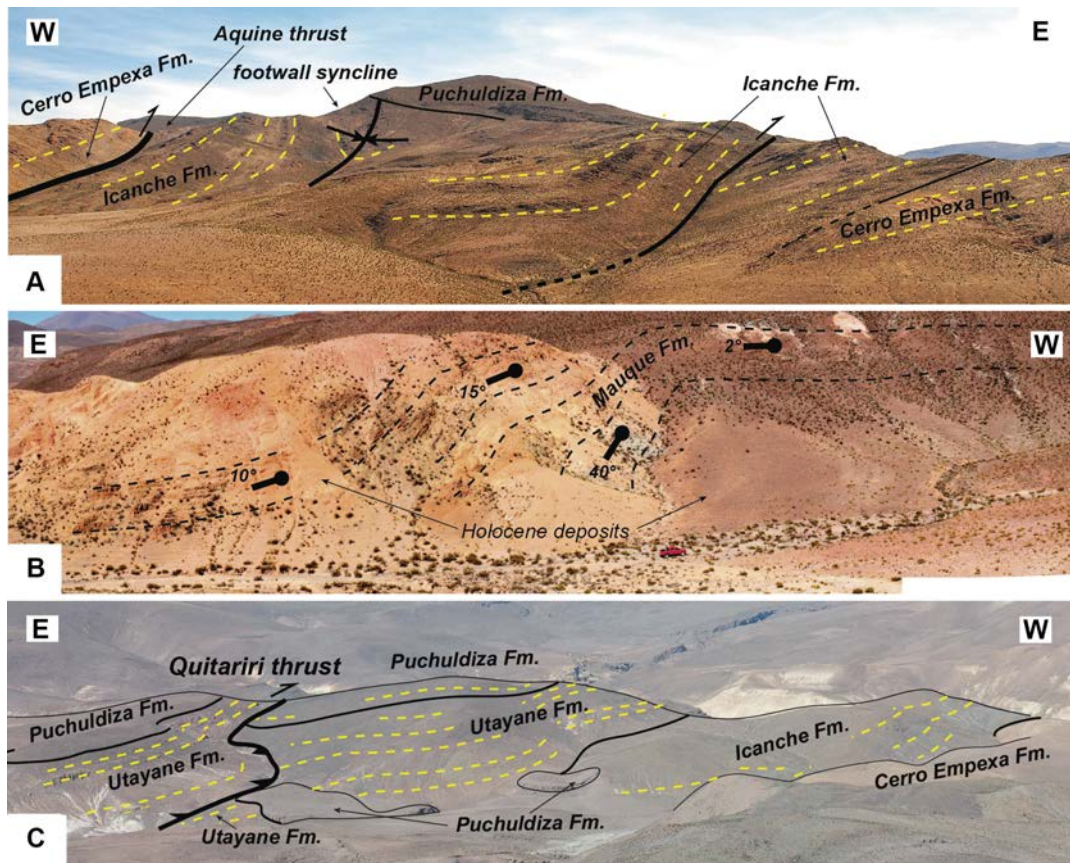 W
E
Aquine thrust
Cerro Empexa Fm.
footwall syncline
Puchuldiza Fm.
Icanche Fm.
Icanche Fm.
Cerro Empexa Fm.
A
E
W
2°
15°
Mauque Fm.
10°
40°
Holocene deposits
B
E
W
Quitariri thrust
Puchuldiza Fm.
Puchuldiza Fm.
Utayane Fm.
Icanche Fm.
Utayane Fm.
Cerro Empexa Fm.
Puchuldiza Fm.
Utayane Fm.
C